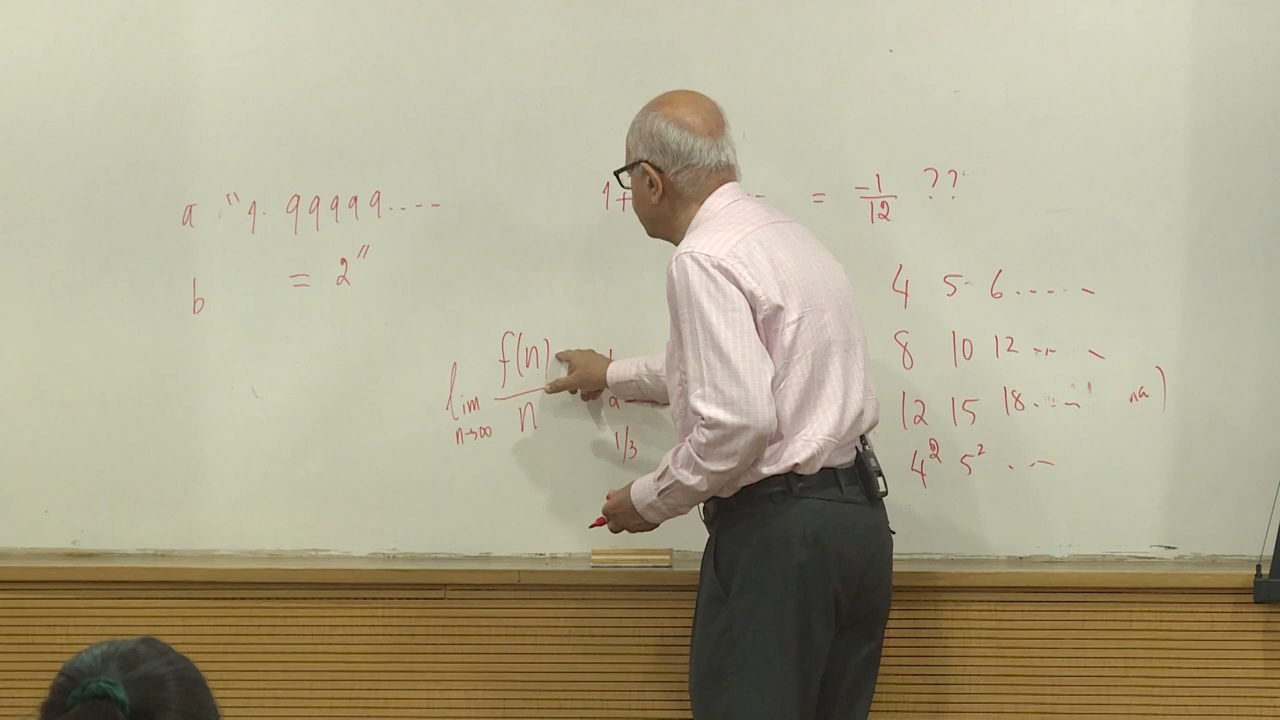 a. "1.99999....
= 2"
b
1+ ... = -1/12 ??
4 5 6 .....
8 10 12 ....
lim n→∞ f(n)/n
12 15 18 .... na)
1/3
4² 5² ...